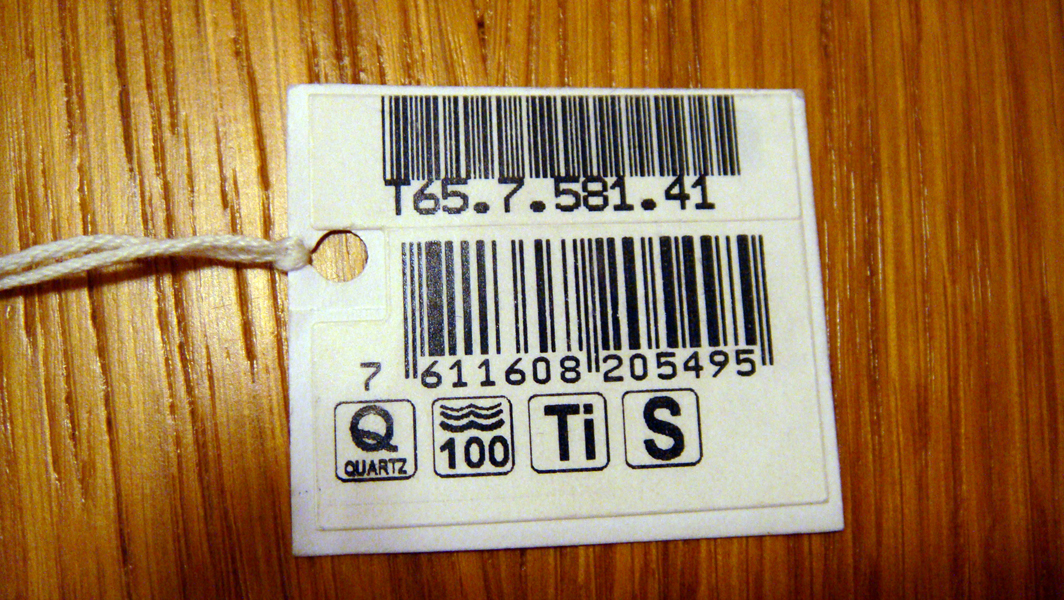 T65.7.581.41
7 611608 205495
Q 100 Ti S
QUARTZ